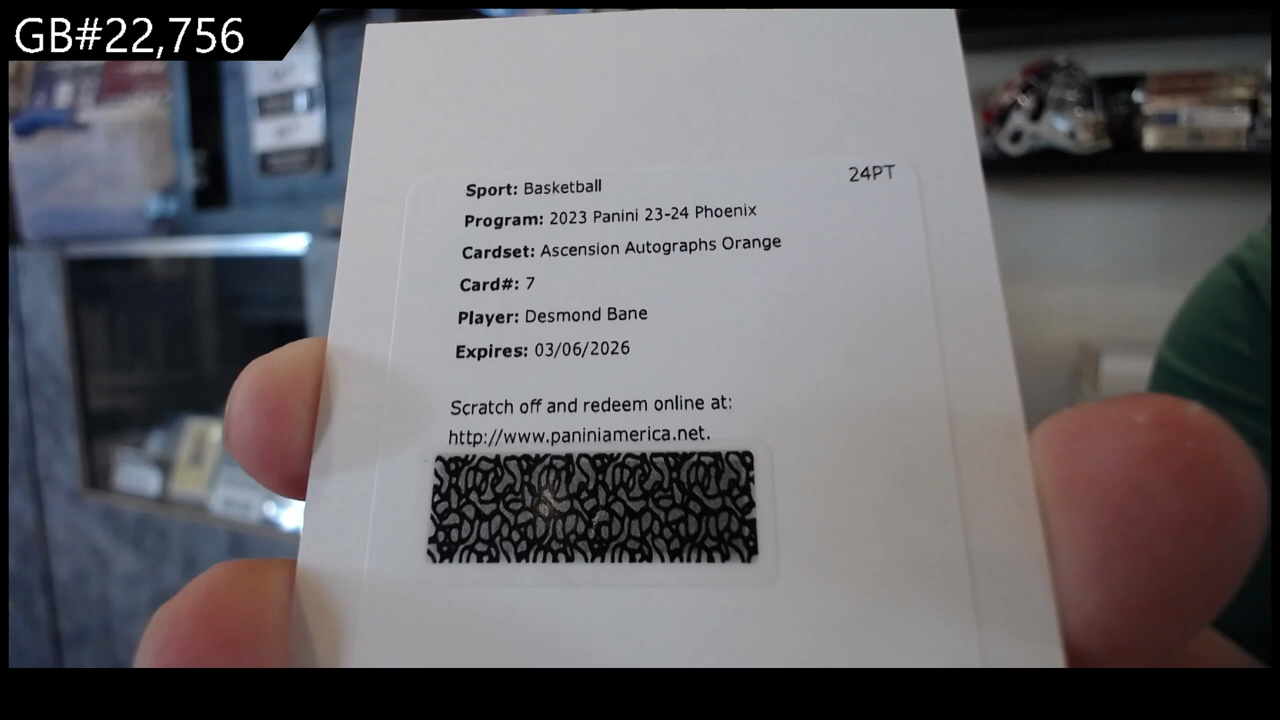 GB#22,756
24PT
Sport: Basketball
Program: 2023 Panini 23-24 Phoenix
Cardset: Ascension Autographs Orange
Card#: 7
Player: Desmond Bane
Expires: 03/06/2026
Scratch off and redeem online at:
http://www.paniniamerica.net.